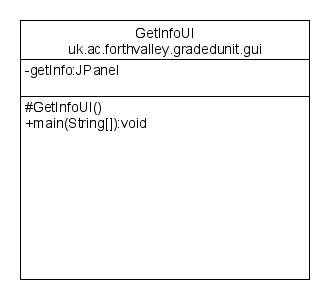 GetInfoUI
uk.ac.forthvalley.gradedunit.gui
-getInfo:JPanel
#GetInfoUI()
+main(String[]):void